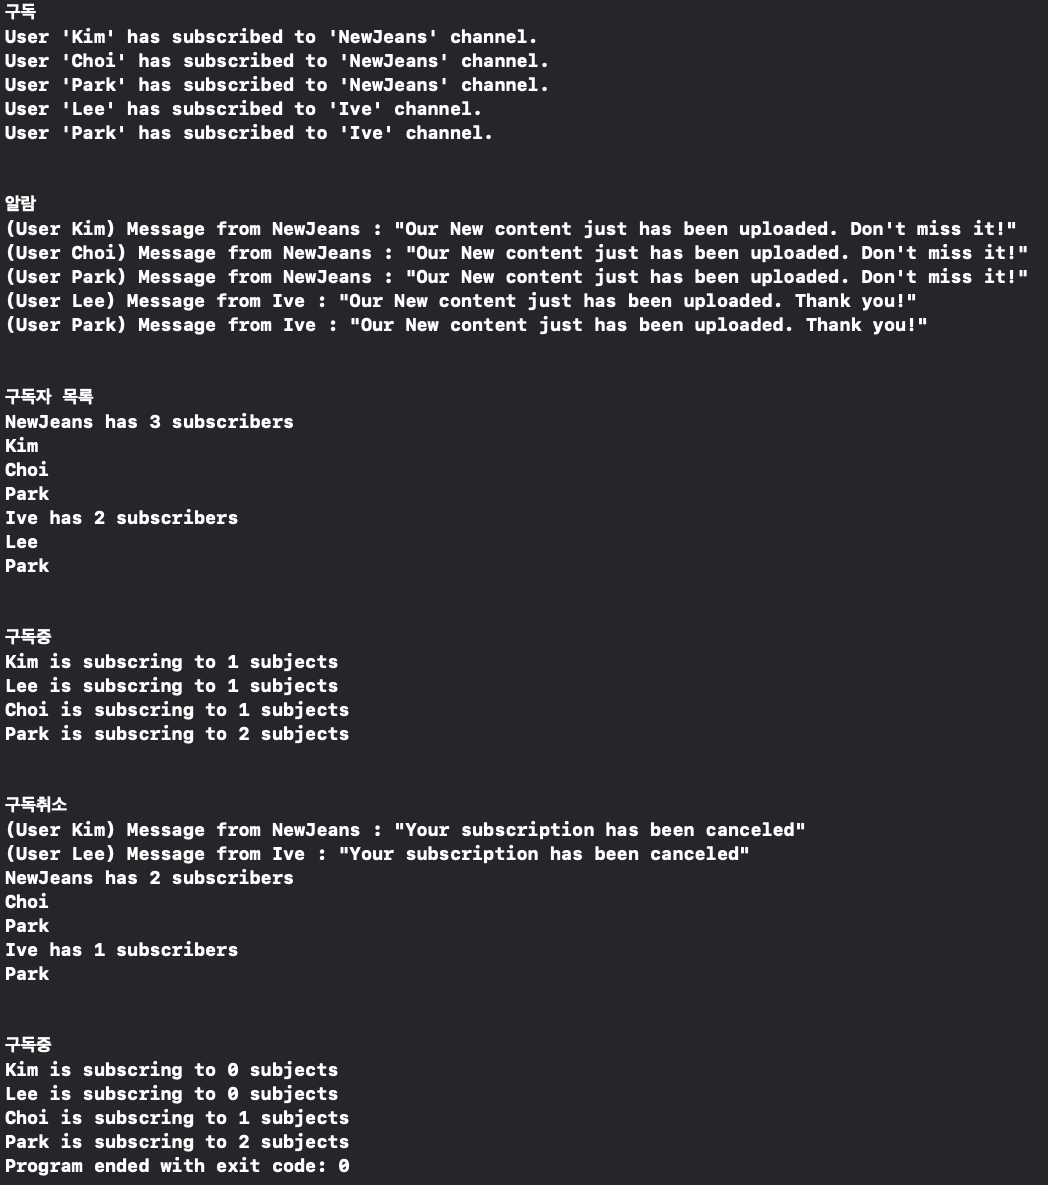 구독
User 'Kim' has subscribed to 'NewJeans' channel.
User 'Choi' has subscribed to 'NewJeans' channel.
User 'Park' has subscribed to 'NewJeans' channel.
User 'Lee' has subscribed to 'Ive' channel.
User 'Park' has subscribed to 'Ive' channel.
알람
(User Kim) Message from NewJeans : "Our New content just has been uploaded. Don't miss it!"
(User Choi) Message from NewJeans : "Our New content just has been uploaded. Don't miss it!"
(User Park) Message from NewJeans : "Our New content just has been uploaded. Don't miss it!"
(User Lee) Message from Ive : "Our New content just has been uploaded. Thank you!"
(User Park) Message from Ive : "Our New content just has been uploaded. Thank you!"
구독자 목록
NewJeans has 3 subscribers
Kim
Choi
Park
Ive has 2 subscribers
Lee
Park
구독중
Kim is subscring to 1 subjects
Lee is subscring to 1 subjects
Choi is subscring to 1 subjects
Park is subscring to 2 subjects
구독취소
(User Kim) Message from NewJeans : "Your subscription has been canceled"
(User Lee) Message from Ive : "Your subscription has been canceled"
NewJeans has 2 subscribers
Choi
Park
Ive has 1 subscribers
Park
구독중
Kim is subscring to 0 subjects
Lee is subscring to 0 subjects
Choi is subscring to 1 subjects
Park is subscring to 2 subjects
Program ended with exit code: 0